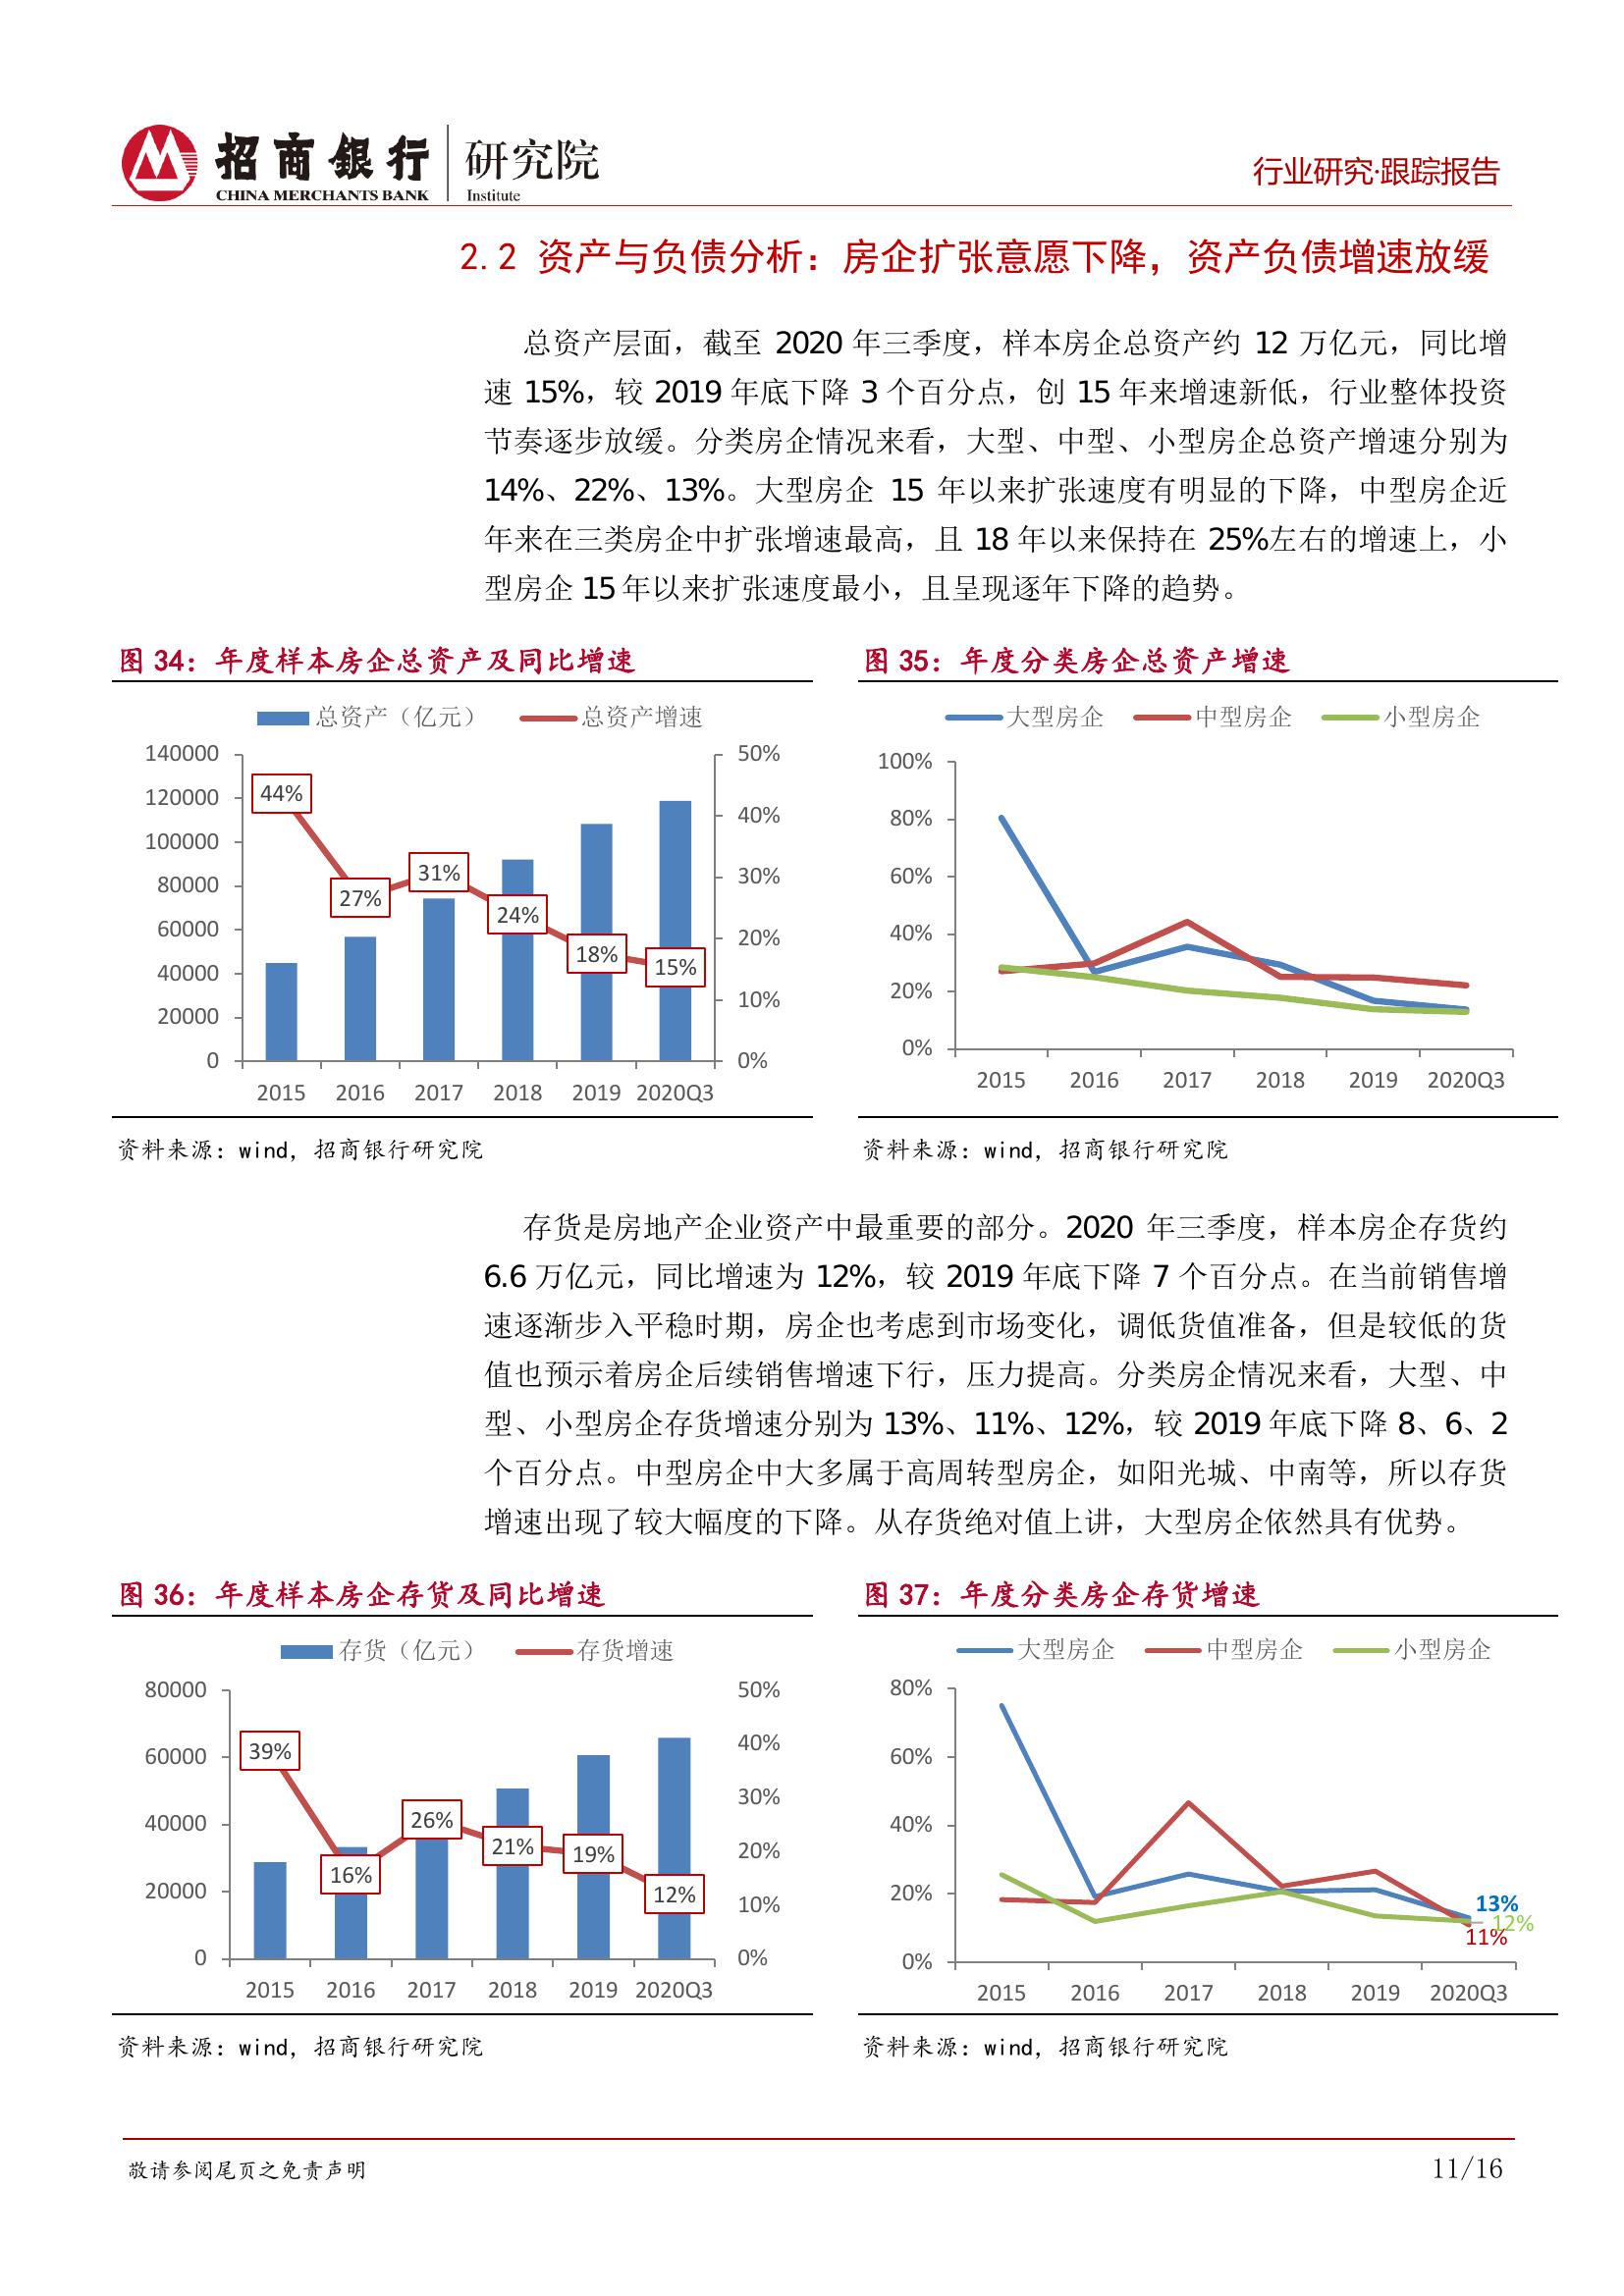 招商银行 研究院
CHINA MERCHANTS BANK Institute
行业研究·跟踪报告
2.2 资产与负债分析：房企扩张意愿下降，资产负债增速放缓
总资产层面，截至 2020 年三季度，样本房企总资产约 12 万亿元，同比增
速 15%，较 2019 年底下降 3 个百分点，创 15 年来增速新低，行业整体投资
节奏逐步放缓。分类房企情况来看，大型、中型、小型房企总资产增速分别为
14%、22%、13%。大型房企 15 年以来扩张速度有明显的下降，中型房企近
年来在三类房企中扩张增速最高，且 18 年以来保持在 25%左右的增速上，小
型房企 15 年以来扩张速度最小，且呈现逐年下降的趋势。
图 34：年度样本房企总资产及同比增速
总资产（亿元） 总资产增速
140000 50%
120000 40%
100000
80000 30%
60000 20%
40000
20000 10%
0 0%
44%
27%
31%
24%
18%
15%
2015 2016 2017 2018 2019 2020Q3
资料来源：wind，招商银行研究院
图 35：年度分类房企总资产增速
大型房企 中型房企 小型房企
100%
80%
60%
40%
20%
0%
2015 2016 2017 2018 2019 2020Q3
资料来源：wind，招商银行研究院
存货是房地产企业资产中最重要的部分。2020 年三季度，样本房企存货约
6.6 万亿元，同比增速为 12%，较 2019 年底下降 7 个百分点。在当前销售增
速逐渐步入平稳时期，房企也考虑到市场变化，调低货值准备，但是较低的货
值也预示着房企后续销售增速下行，压力提高。分类房企情况来看，大型、中
型、小型房企存货增速分别为 13%、11%、12%，较 2019 年底下降 8、6、2
个百分点。中型房企中大多属于高周转型房企，如阳光城、中南等，所以存货
增速出现了较大幅度的下降。从存货绝对值上讲，大型房企依然具有优势。
图 36：年度样本房企存货及同比增速
存货（亿元） 存货增速
80000 50%
60000 40%
40000 30%
20000 20%
0 10%
0%
39%
16%
26%
21%
19%
12%
2015 2016 2017 2018 2019 2020Q3
资料来源：wind，招商银行研究院
图 37：年度分类房企存货增速
大型房企 中型房企 小型房企
80%
60%
40%
20%
0%
13%
12%
11%
2015 2016 2017 2018 2019 2020Q3
资料来源：wind，招商银行研究院
敬请参阅尾页之免责声明
11/16